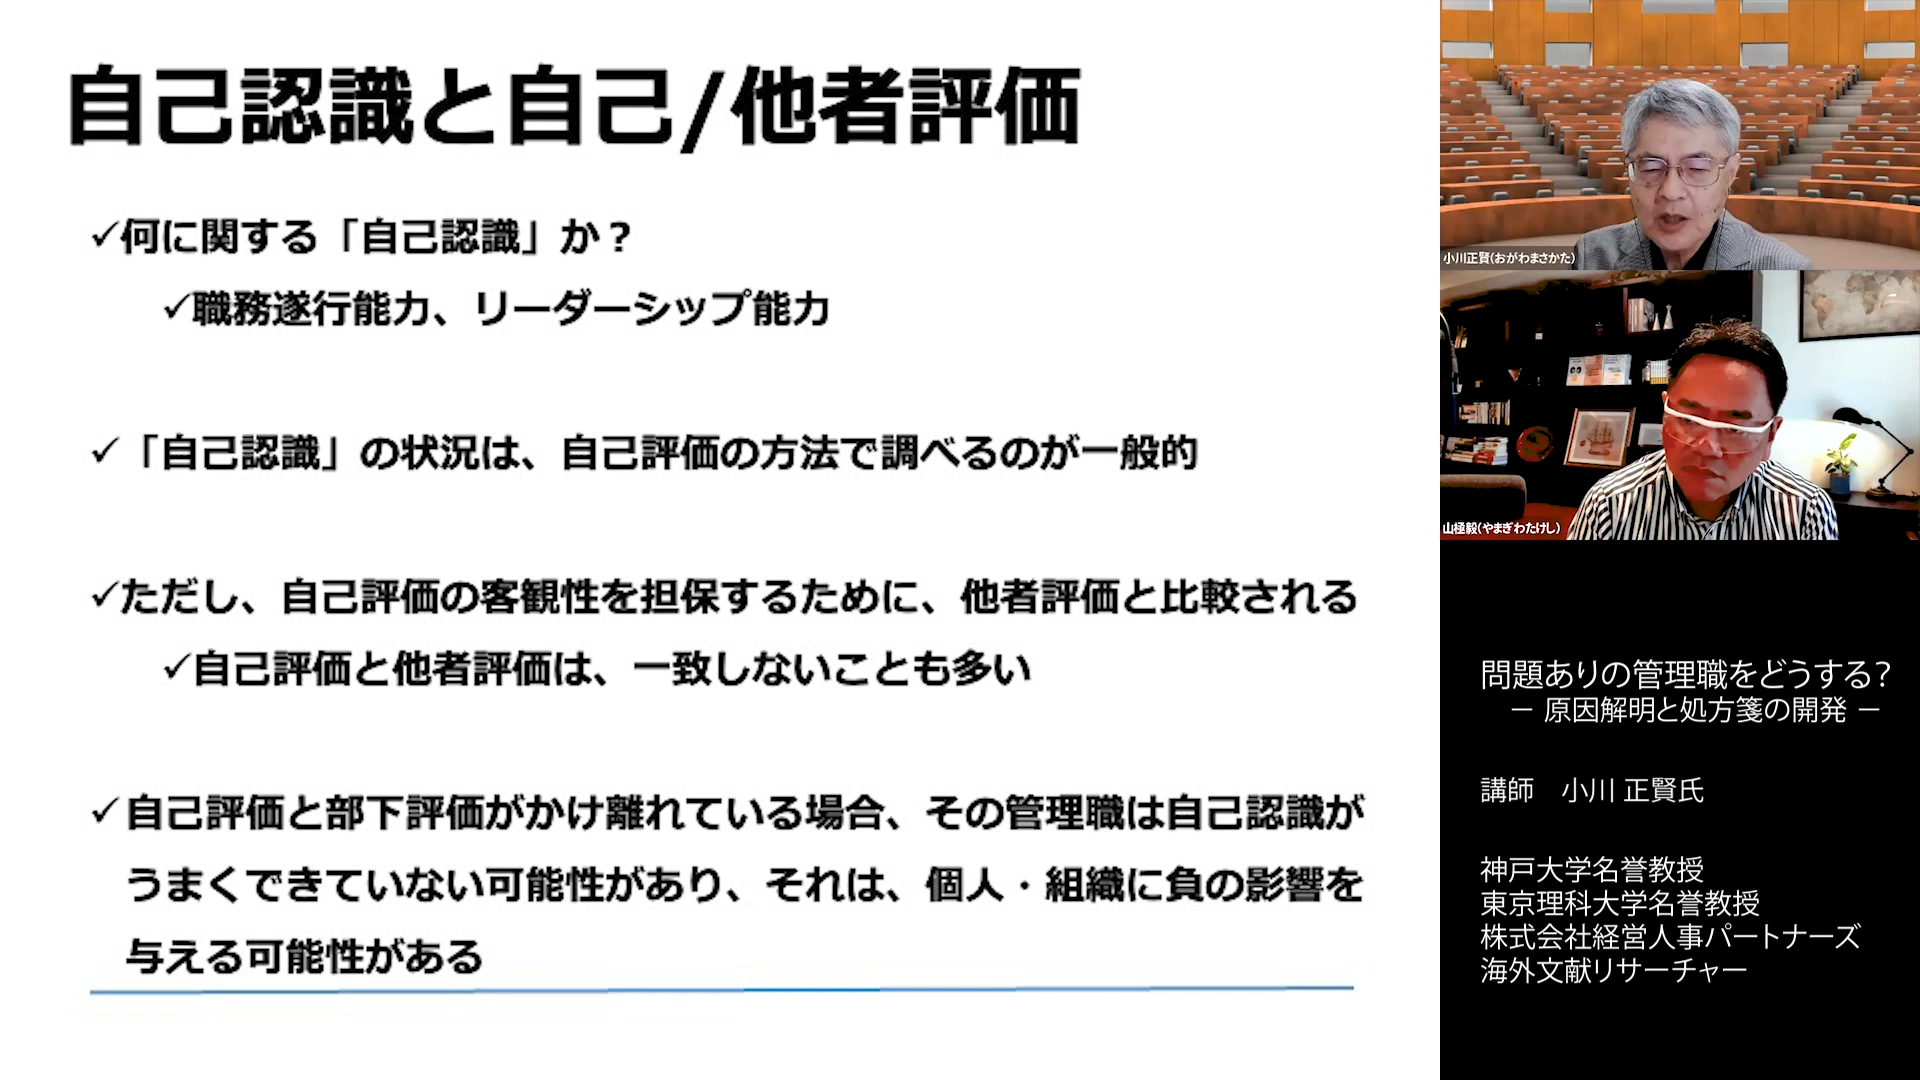 自己認識と自己/他者評価
✓何に関する「自己認識」か？
✓職務遂行能力、リーダーシップ能力
✓「自己認識」の状況は、自己評価の方法で調べるのが一般的
✓ただし、自己評価の客観性を担保するために、他者評価と比較される
✓自己評価と他者評価は、一致しないことも多い
✓自己評価と部下評価がかけ離れている場合、その管理職は自己認識が
うまくできていない可能性があり、それは、個人・組織に負の影響を
与える可能性がある
小川正賢(おがわまさかた)
山極毅(やまぎわたけし)
問題ありの管理職をどうする？
－ 原因解明と処方箋の開発 －
講師　小川 正賢氏
神戸大学名誉教授
東京理科大学名誉教授
株式会社経営人事パートナーズ
海外文献リサーチャー